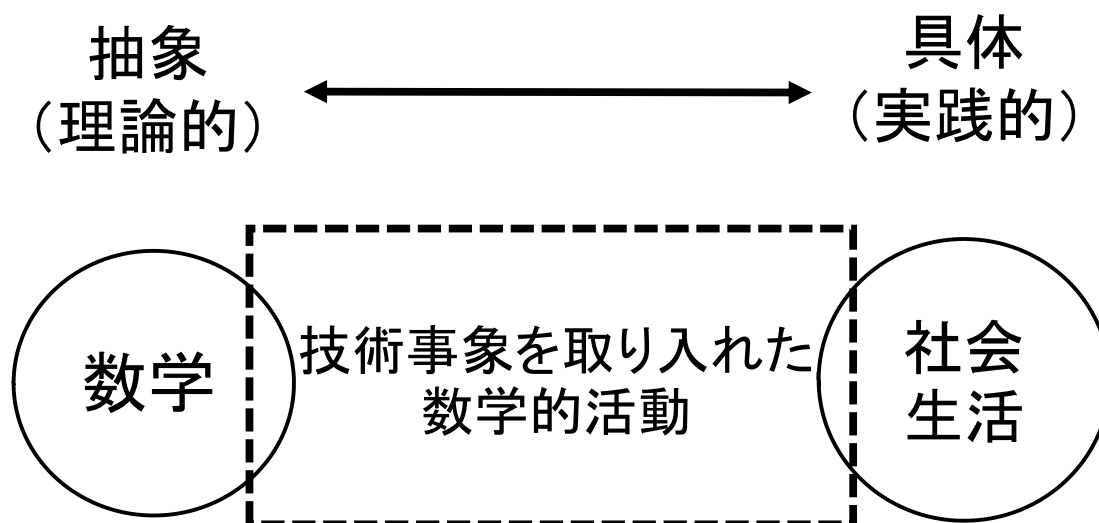 抽象
（理論的）
具体
（実践的）
数学
技術事象を取り入れた
数学的活動
社会
生活